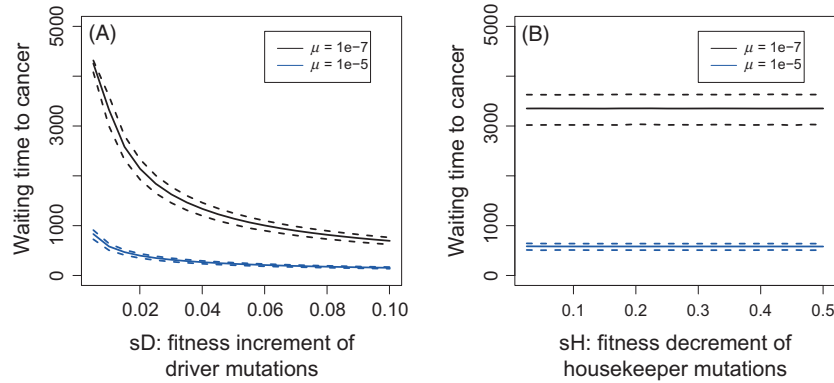 (A)
μ = 1e−7
μ = 1e−5
Waiting time to cancer
0 1000 3000 5000
0.02 0.04 0.06 0.08 0.10
sD: fitness increment of
driver mutations
(B)
μ = 1e−7
μ = 1e−5
Waiting time to cancer
0 1000 3000 5000
0.1 0.2 0.3 0.4 0.5
sH: fitness decrement of
housekeeper mutations